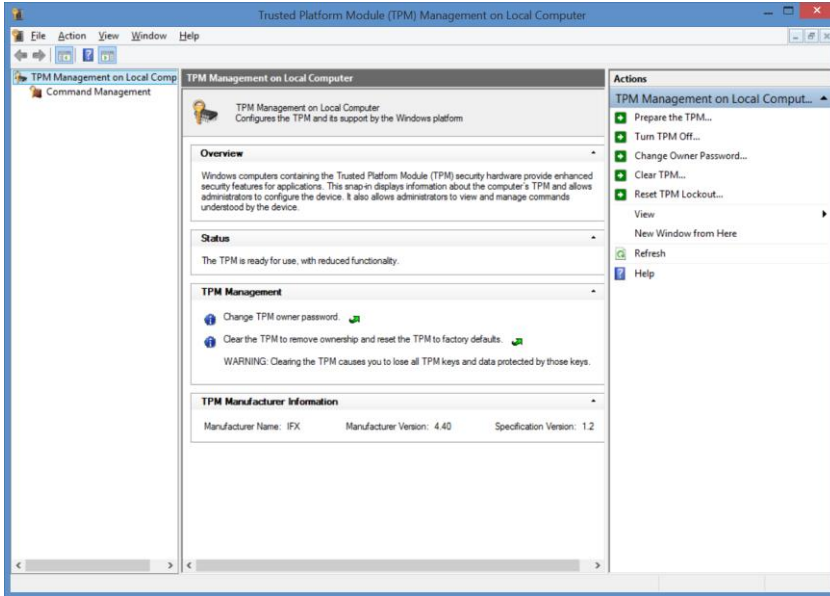 Trusted Platform Module (TPM) Management on Local Computer
File Action View Window Help
TPM Management on Local Comp
Command Management
TPM Management on Local Computer
TPM Management on Local Computer
Configures the TPM and its support by the Windows platform
Overview
Windows computers containing the Trusted Platform Module (TPM) security hardware provide enhanced
security features for applications. This snap-in displays information about the computer's TPM and allows
administrators to configure the device. It also allows administrators to view and manage commands
understood by the device.
Status
The TPM is ready for use, with reduced functionality.
TPM Management
Change TPM owner password.
Clear the TPM to remove ownership and reset the TPM to factory defaults.
WARNING: Clearing the TPM causes you to lose all TPM keys and data protected by those keys.
TPM Manufacturer Information
Manufacturer Name: IFX Manufacturer Version: 4.40 Specification Version: 1.2
Actions
TPM Management on Local Comput...
Prepare the TPM...
Turn TPM Off...
Change Owner Password...
Clear TPM...
Reset TPM Lockout...
View
New Window from Here
Refresh
Help